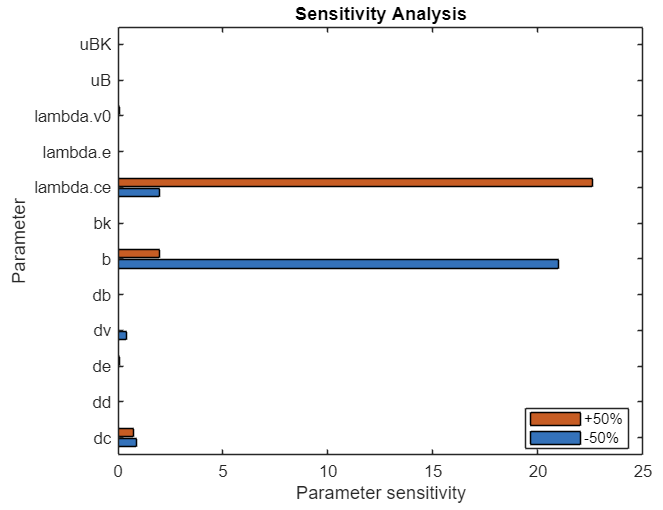 Sensitivity Analysis
uBK
uB
lambda.v0
lambda.e
lambda.ce
bk
b
db
dv
de
dd
dc
Parameter
0 5 10 15 20 25
Parameter sensitivity
+50%
-50%